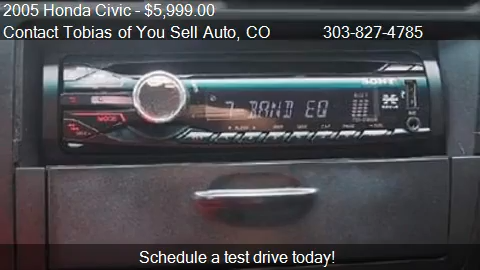 2005 Honda Civic - $5,999.00
Contact Tobias of You Sell Auto, CO 303-827-4785
SONY
7 BAND EQ
MODE
Schedule a test drive today!